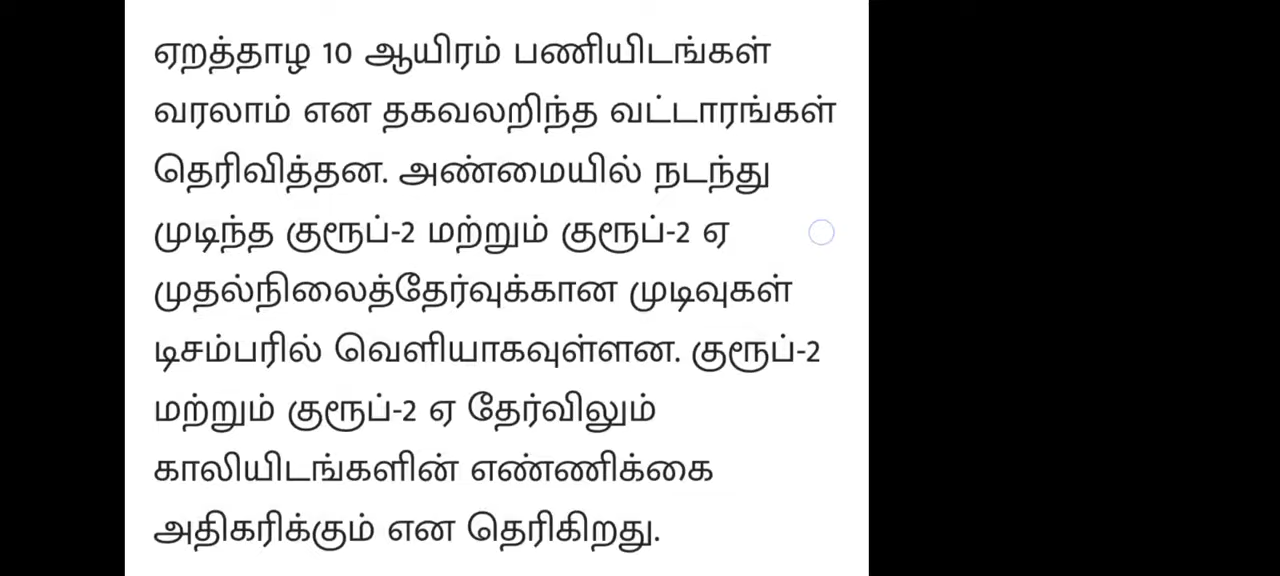 ஏறத்தாழ 10 ஆயிரம் பணியிடங்கள்
வரலாம் என தகவலறிந்த வட்டாரங்கள்
தெரிவித்தன. அண்மையில் நடந்து
முடிந்த குரூப்-2 மற்றும் குரூப்-2 ஏ
முதல்நிலைத்தேர்வுக்கான முடிவுகள்
டிசம்பரில் வெளியாகவுள்ளன. குரூப்-2
மற்றும் குரூப்-2 ஏ தேர்விலும்
காலியிடங்களின் எண்ணிக்கை
அதிகரிக்கும் என தெரிகிறது.